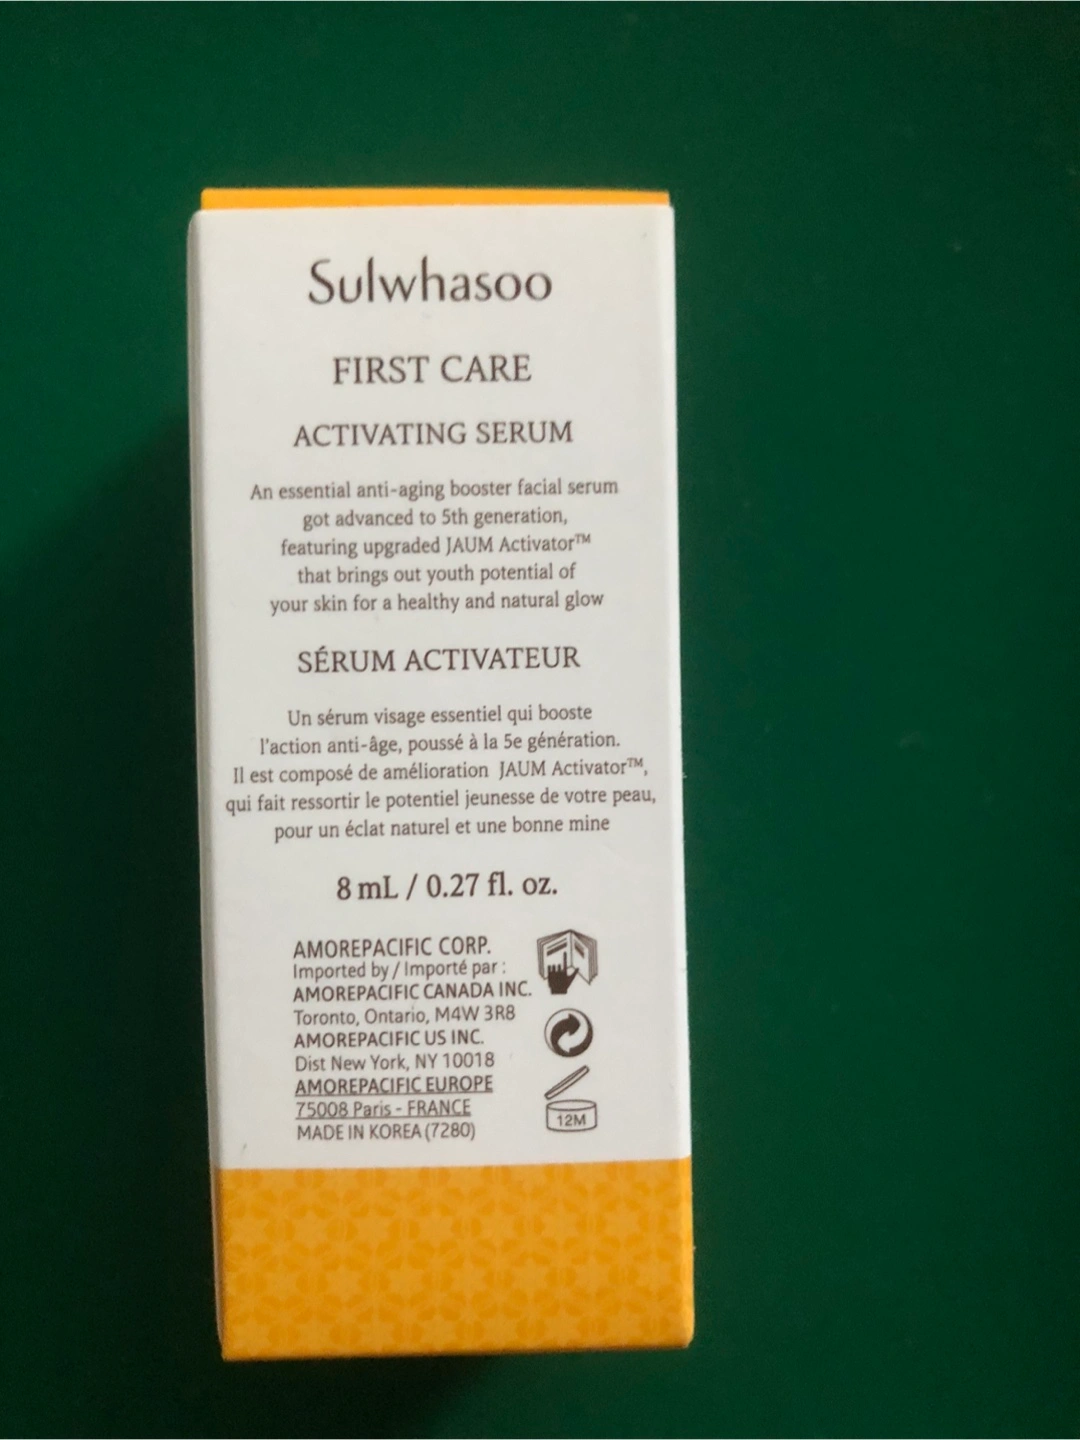 Sulwhasoo
FIRST CARE
ACTIVATING SERUM
An essential anti-aging booster facial serum
got advanced to 5th generation,
featuring upgraded JAUM Activator™
that brings out youth potential of
your skin for a healthy and natural glow
SÉRUM ACTIVATEUR
Un sérum visage essentiel qui booste
l'action anti-âge, poussé à la 5e génération.
Il est composé de amélioration JAUM Activator™,
qui fait ressortir le potentiel jeunesse de votre peau,
pour un éclat naturel et une bonne mine
8 mL / 0.27 fl. oz.
AMOREPACIFIC CORP.
Imported by / Importé par :
AMOREPACIFIC CANADA INC.
Toronto, Ontario, M4W 3R8
AMOREPACIFIC US INC.
Dist New York, NY 10018
AMOREPACIFIC EUROPE
75008 Paris - FRANCE
MADE IN KOREA (7280)
12M